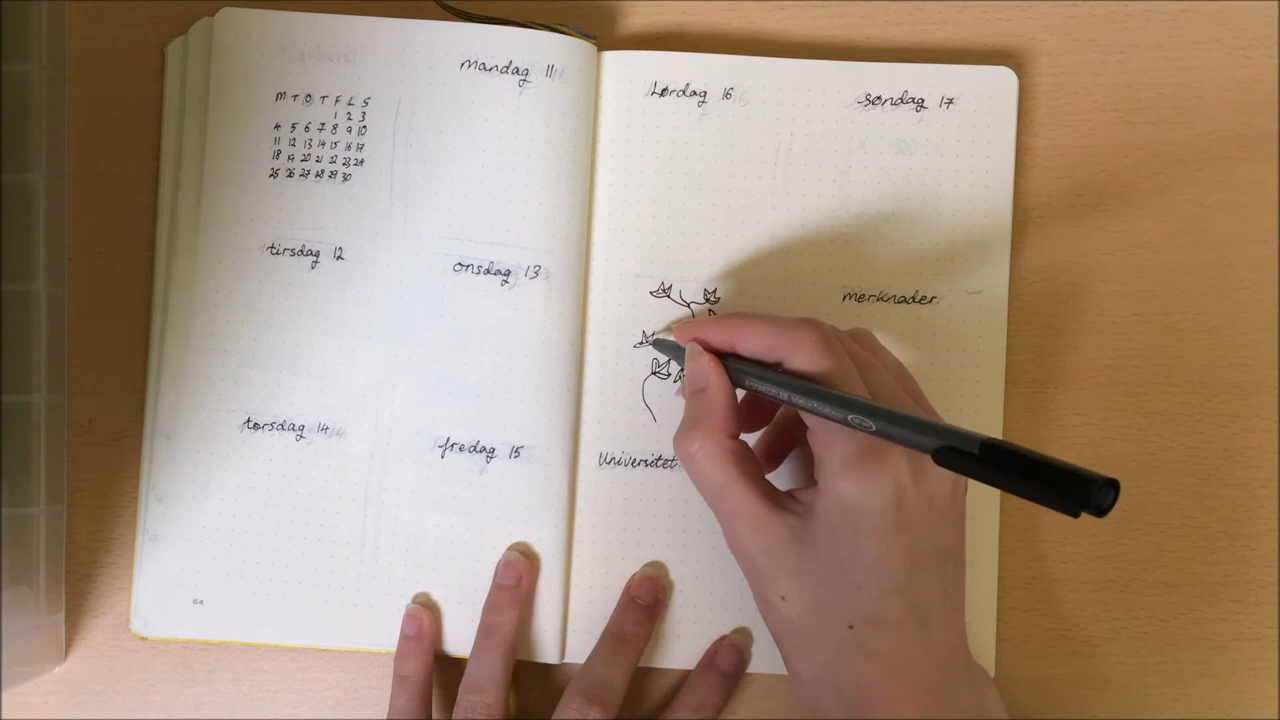 mandag 11
M T O T F L S
1 2 3
4 5 6 7 8 9 10
11 12 13 14 15 16 17
18 19 20 21 22 23 24
25 26 27 28 29 30
tirsdag 12
onsdag 13
torsdag 14
fredag 15
64
Lørdag 16
søndag 17
merknader
Universitet
STAEDTLER